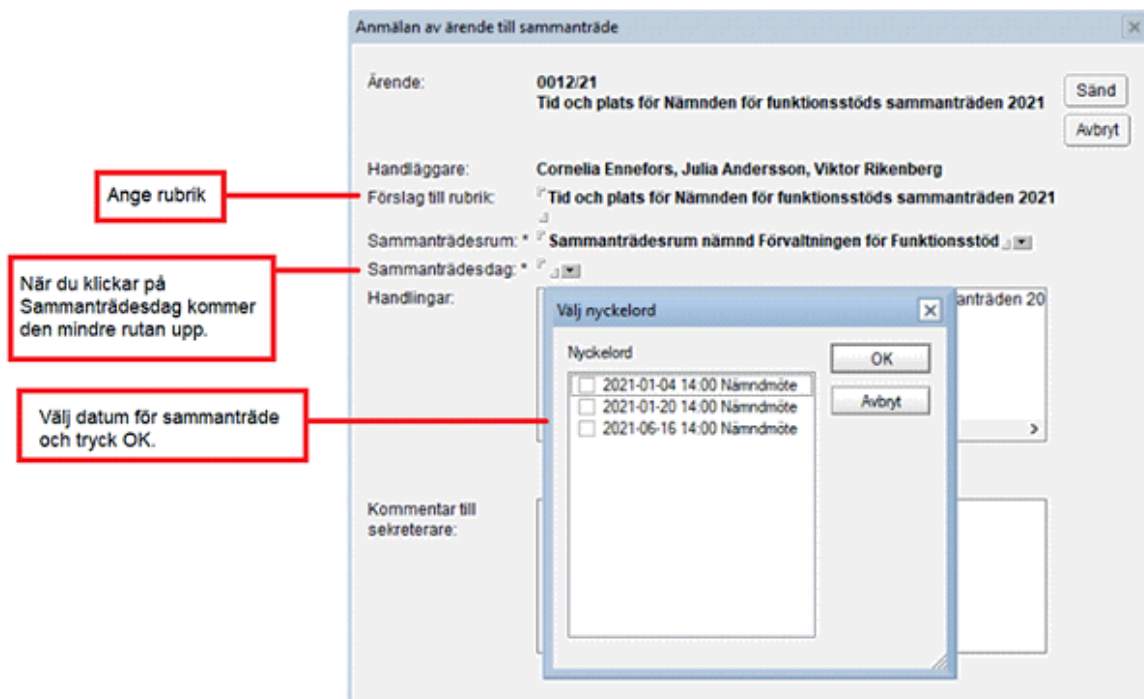 Anmälan av ärende till sammanträde
Ärende:
0012/21
Tid och plats för Nämnden för funktionsstöds sammanträden 2021
Sänd
Avbryt
Handläggare:
Cornelia Ennefors, Julia Andersson, Viktor Rikenberg
Ange rubrik
Förslag till rubrik:
Tid och plats för Nämnden för funktionsstöds sammanträden 2021
Sammanträdesrum: *
Sammanträdesrum nämnd Förvaltningen för Funktionsstöd
Sammanträdesdag: *
När du klickar på
Sammanträdesdag kommer
den mindre rutan upp.
Handlingar:
anträden 20
Välj nyckelord
Nyckelord
OK
Avbryt
2021-01-04 14:00 Nämndmöte
2021-01-20 14:00 Nämndmöte
2021-06-16 14:00 Nämndmöte
Välj datum för sammanträde
och tryck OK.
Kommentar till
sekreterare: